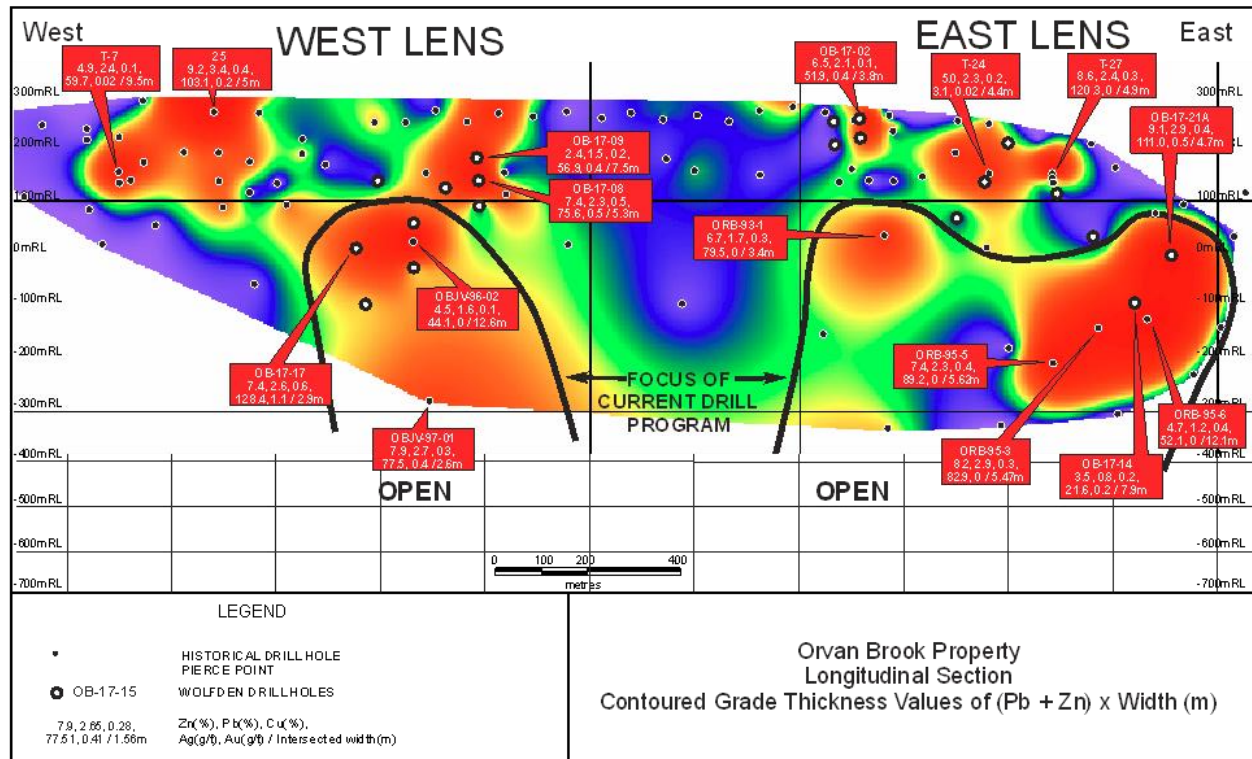 West
WEST LENS
EAST LENS
East
T-7
4.9, 2.4, 0.1,
59.7, 0.02 / 9.5m
25
9.2, 3.4, 0.4,
103.1, 0.2 / 5m
OB-17-02
6.5, 2.1, 0.1,
51.9, 0.4 / 3.8m
T-24
5.0, 2.3, 0.2,
3.1, 0.02 / 4.4m
T-27
8.6, 2.4, 0.3,
120.3, 0 / 4.9m
OB-17-21A
9.1, 2.9, 0.4,
111.0, 0.5 / 4.7m
OB-17-09
2.4, 1.5, 0.2,
56.9, 0.4 / 7.5m
OB-17-08
7.4, 2.3, 0.5,
75.6, 0.5 / 5.3m
ORB-93-1
6.7, 1.7, 0.3,
79.5, 0 / 3.4m
OBJV-96-02
4.5, 1.6, 0.1,
44.1, 0 / 12.6m
OB-17-17
7.4, 2.6, 0.6,
128.4, 1.1 / 2.9m
OBJV-97-01
7.9, 2.7, 0.3,
77.5, 0.4 / 2.6m
ORB-95-5
7.4, 2.3, 0.4,
89.2, 0 / 5.62m
ORB-95-3
8.2, 2.9, 0.3,
82.9, 0 / 5.47m
OB-17-14
3.5, 0.8, 0.2,
21.6, 0.2 / 7.9m
ORB-95-6
4.7, 1.2, 0.4,
52.1, 0 / 12.1m
300mRL
200mRL
100mRL
0mRL
-100mRL
-200mRL
-300mRL
-400mRL
-500mRL
-600mRL
-700mRL
300mRL
200mRL
100mRL
0mRL
-100mRL
-200mRL
-300mRL
-400mRL
-500mRL
-600mRL
-700mRL
FOCUS OF
CURRENT DRILL
PROGRAM
OPEN
OPEN
0 100 200 400
metres
LEGEND
HISTORICAL DRILL HOLE
PIERCE POINT
OB-17-15 WOLFDEN DRILLHOLES
7.9, 2.65, 0.28,
77.51, 0.41 / 1.56m
Zn(%), Pb(%), Cu(%),
Ag(g/t), Au(g/t) / Intersected width(m)
Orvan Brook Property
Longitudinal Section
Contoured Grade Thickness Values of (Pb + Zn) x Width (m)